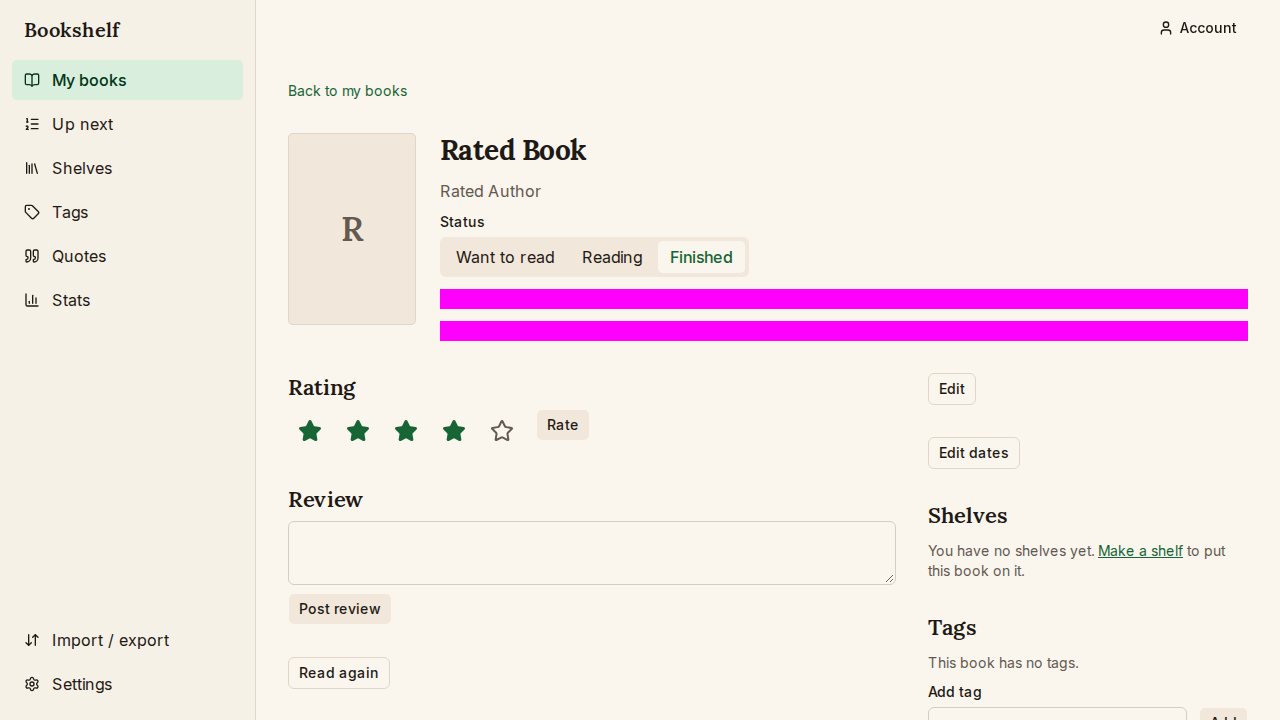 Bookshelf
Account
My books
Up next
Shelves
Tags
Quotes
Stats
Import / export
Settings
Back to my books
R
Rated Book
Rated Author
Status
Want to read Reading Finished
Rating
Rate
Review
Post review
Read again
Edit
Edit dates
Shelves
You have no shelves yet. Make a shelf to put
this book on it.
Tags
This book has no tags.
Add tag
Add